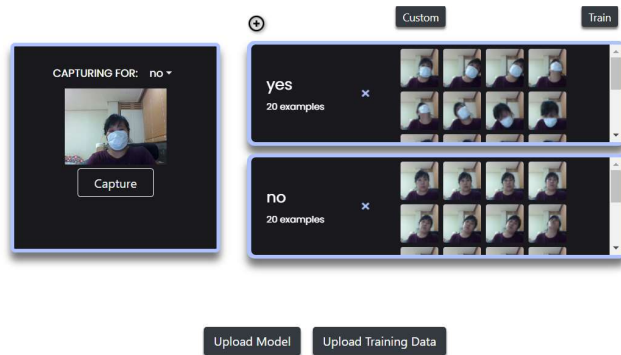 Custom
Train
CAPTURING FOR: no
Capture
yes
20 examples
no
20 examples
Upload Model
Upload Training Data